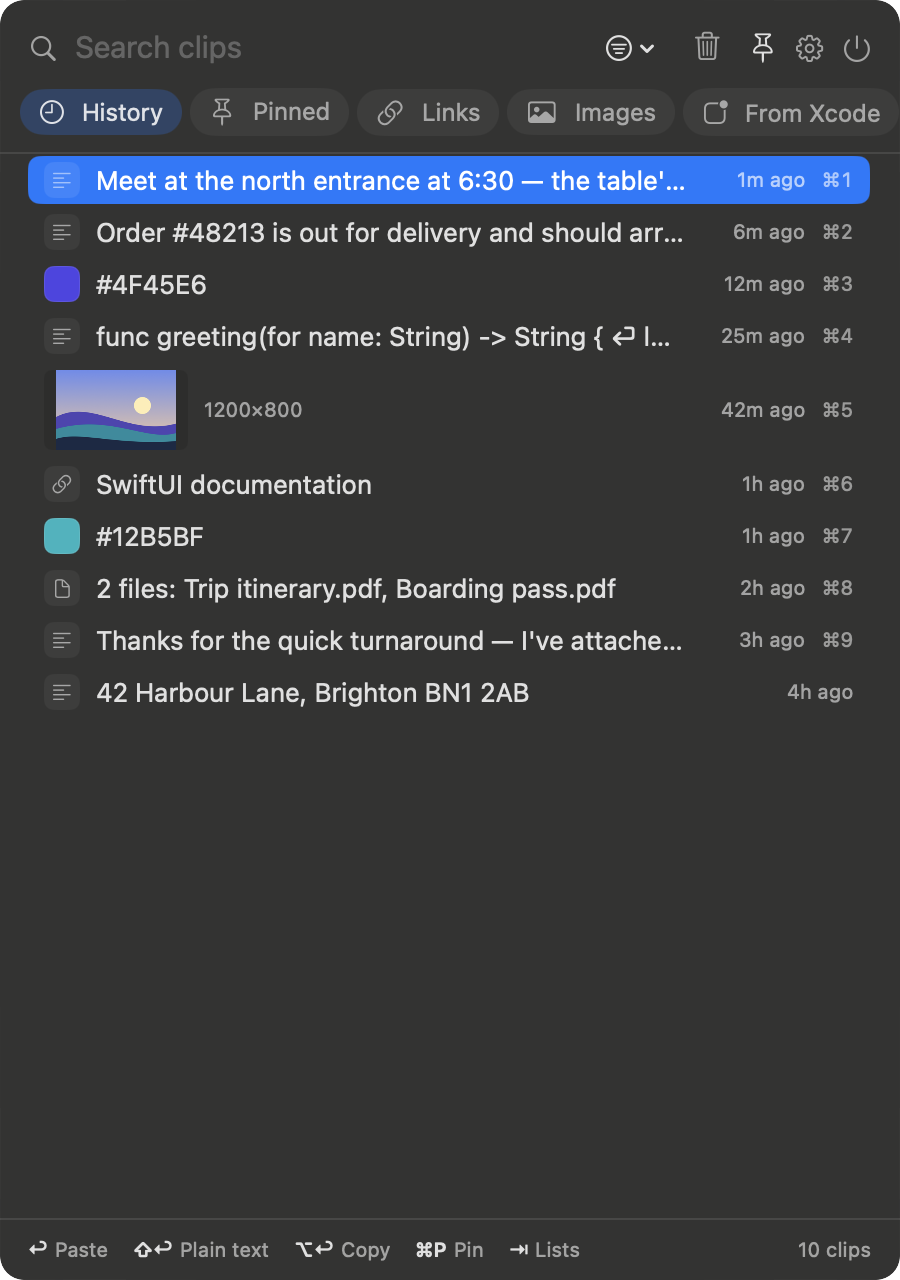 Search clips
History Pinned Links Images From Xcode
Meet at the north entrance at 6:30 — the table'... 1m ago ⌘1
Order #48213 is out for delivery and should arr... 6m ago ⌘2
#4F45E6 12m ago ⌘3
func greeting(for name: String) -> String { ↩ l... 25m ago ⌘4
1200×800 42m ago ⌘5
SwiftUI documentation 1h ago ⌘6
#12B5BF 1h ago ⌘7
2 files: Trip itinerary.pdf, Boarding pass.pdf 2h ago ⌘8
Thanks for the quick turnaround — I've attache... 3h ago ⌘9
42 Harbour Lane, Brighton BN1 2AB 4h ago
↩ Paste ⇧↩ Plain text ⌥↩ Copy ⌘P Pin ⇥ Lists 10 clips